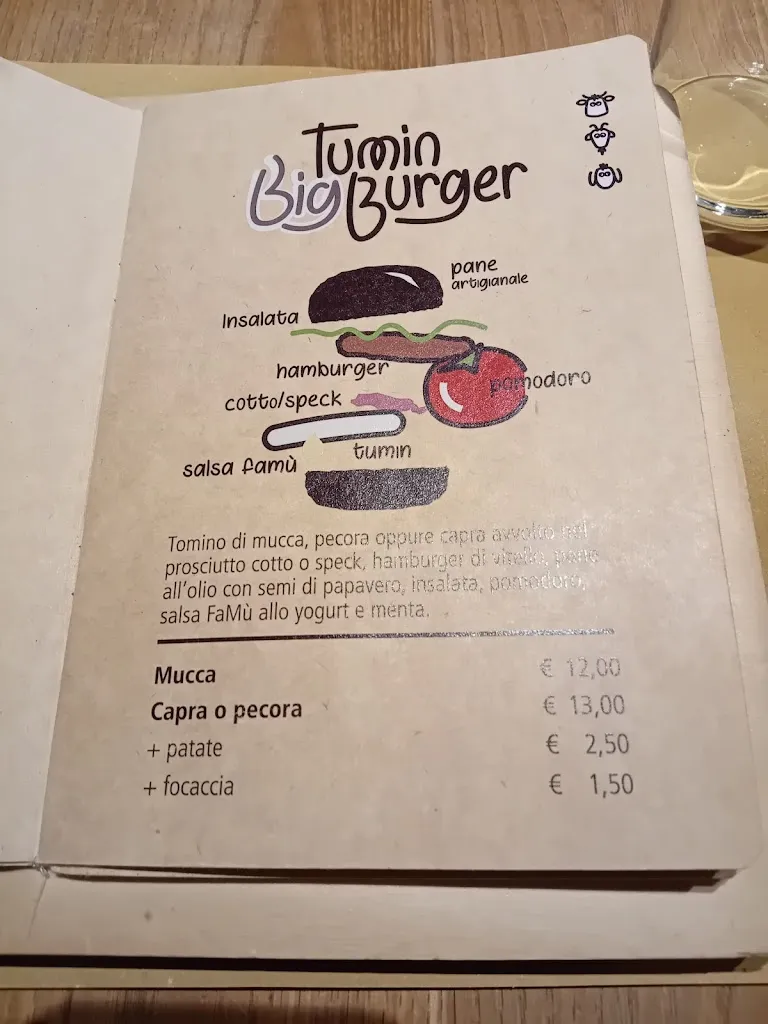 Tumin
Big Burger
pane
artigianale
Insalata
hamburger
pomodoro
cotto/speck
tumin
salsa famù
Tomino di mucca, pecora oppure capra avvolto nel
prosciutto cotto o speck, hamburger di vitello, pane
all'olio con semi di papavero, insalata, pomodoro,
salsa FaMù allo yogurt e menta.
Mucca € 12,00
Capra o pecora € 13,00
+ patate € 2,50
+ focaccia € 1,50